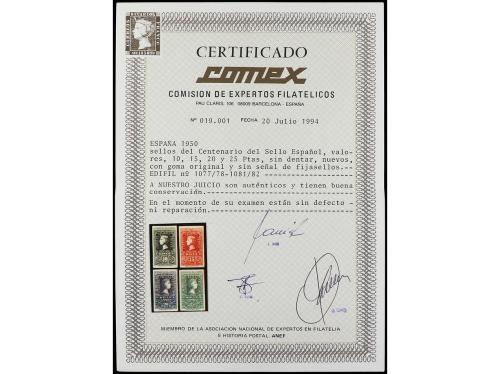 CERTIFICADO
comex
COMISION DE EXPERTOS FILATELICOS
PAU CLARIS, 106 08009 BARCELONA - ESPAÑA
Nº 019.001 FECHA 20 Julio 1994
ESPAÑA 1950
sellos del Centenario del Sello Español, valo-
res, 10, 15, 20 y 25 Ptas, sin dentar, nuevos,
con goma original y sin señal de fijasellos.
EDIFIL nº 1077/78-1081/82
A NUESTRO JUICIO son auténticos y tienen buena
conservación.
En el momento de su examen están sin defecto -
ni reparación.
MIEMBRO DE LA ASOCIACION NACIONAL DE EXPERTOS EN FILATELIA
E HISTORIA POSTAL. ANEF